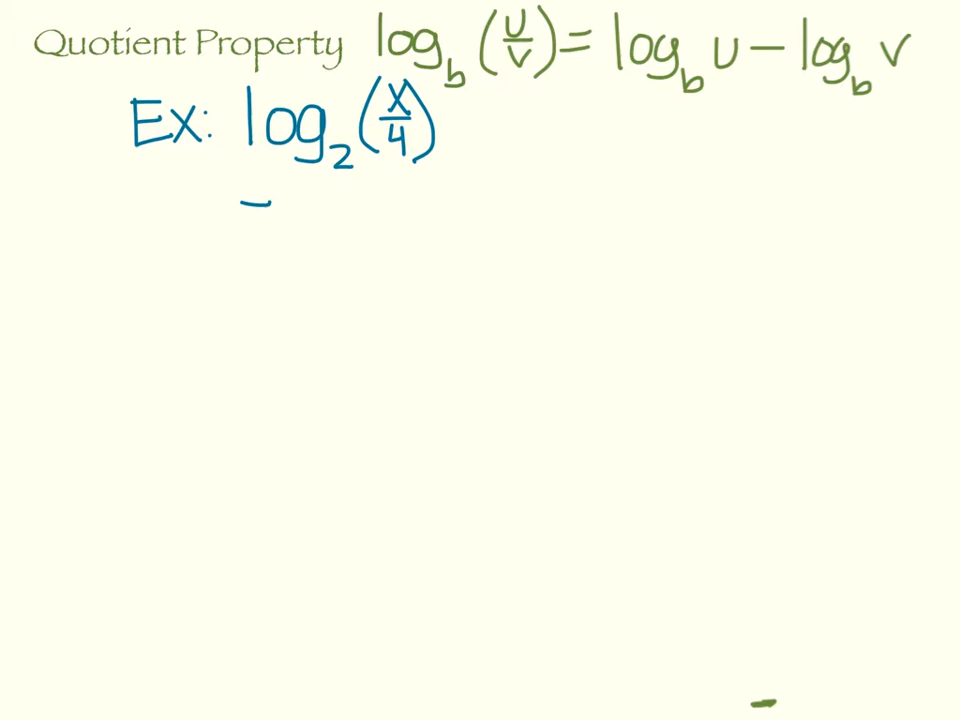 Quotient Property log_b (u/v) = log_b u − log_b v
Ex: log_2 (x/4)
−